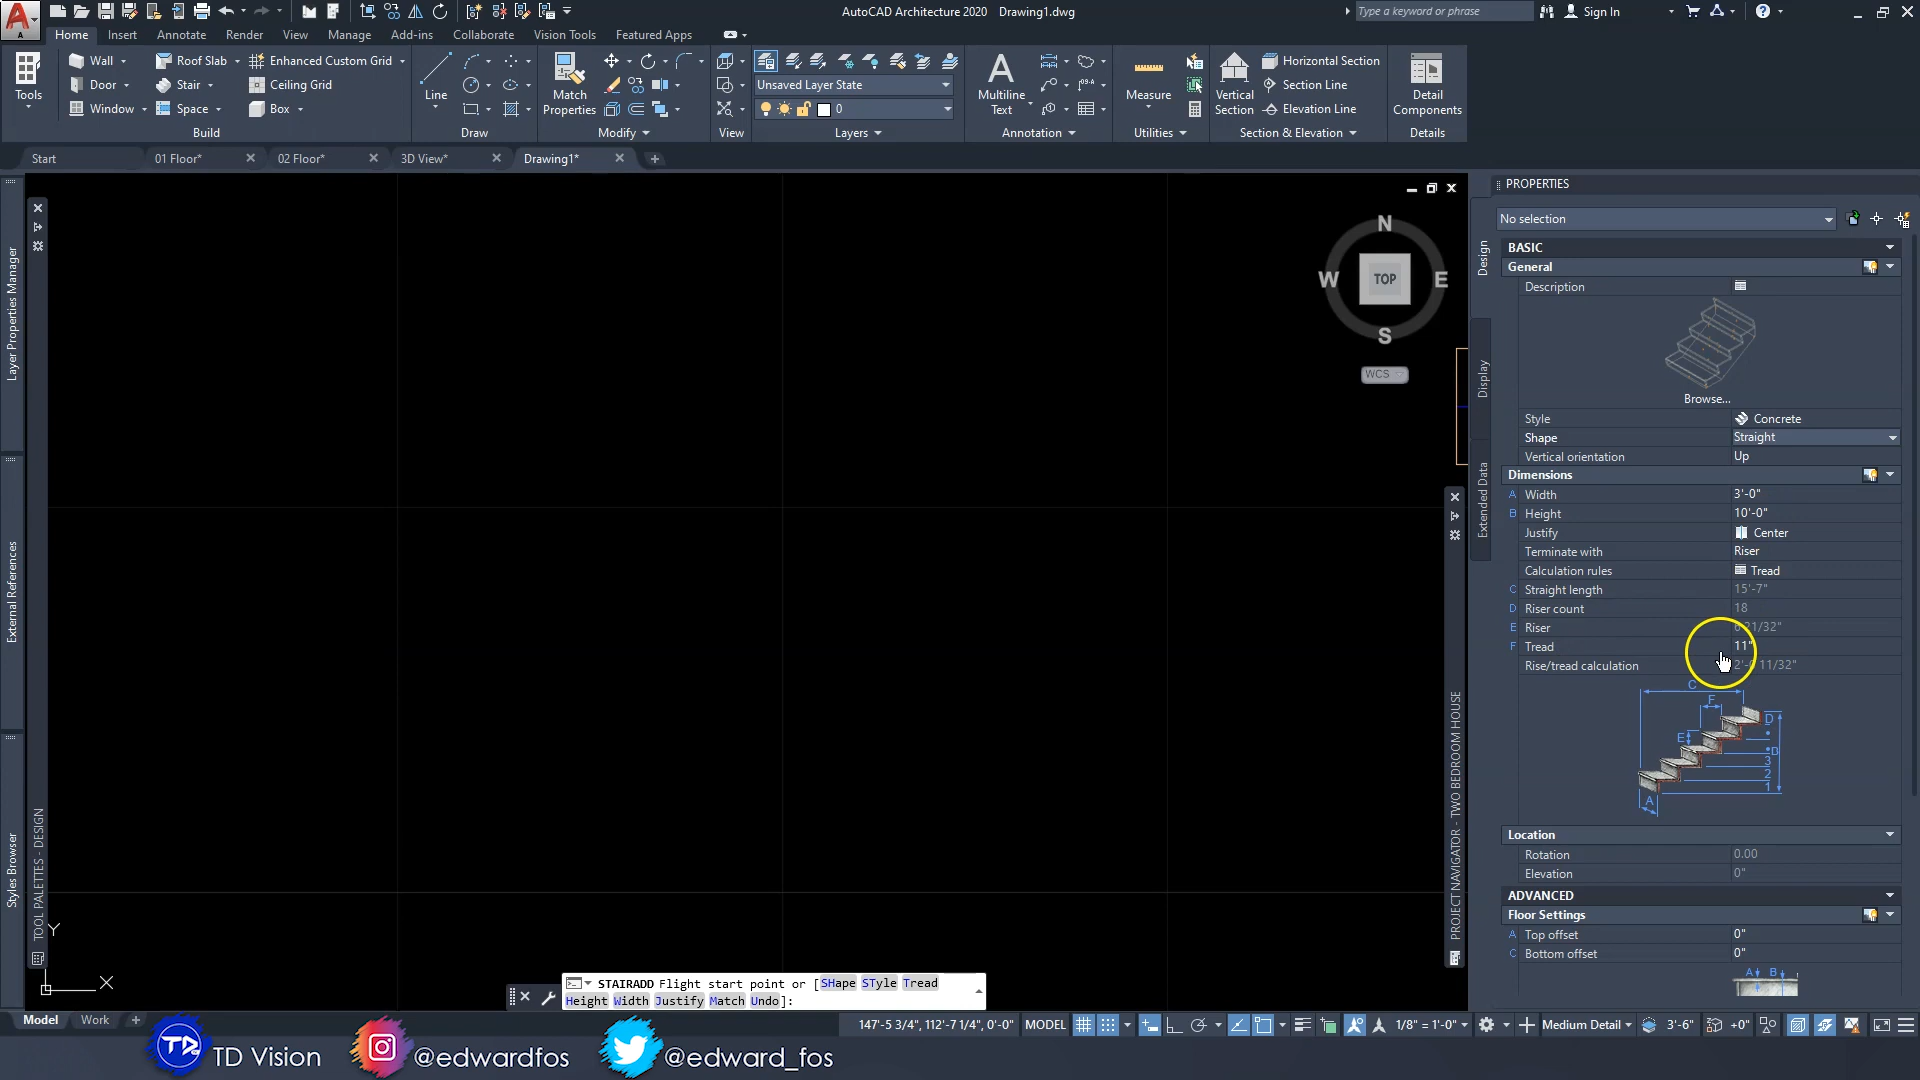 AutoCAD Architecture 2020 Drawing1.dwg
Type a keyword or phrase
Sign In
A
Home Insert Annotate Render View Manage Add-ins Collaborate Vision Tools Featured Apps
Tools
Wall
Door
Window
Roof Slab
Stair
Space
Enhanced Custom Grid
Ceiling Grid
Box
Build
Line
Draw
Match
Properties
Modify
View
Unsaved Layer State
0
Layers
Multiline
Text
Annotation
Measure
Utilities
Vertical
Section
Horizontal Section
Section Line
Elevation Line
Section & Elevation
Detail
Components
Details
Start
01 Floor*
02 Floor*
3D View*
Drawing1*
Layer Properties Manager
External References
Styles Browser
TOOL PALETTES - DESIGN
N
W TOP E
S
WCS
PROJECT NAVIGATOR - TWO BEDROOM HOUSE
Design
Display
Extended Data
PROPERTIES
No selection
BASIC
General
Description
Browse...
Style Concrete
Shape Straight
Vertical orientation Up
Dimensions
A Width 3'-0"
B Height 10'-0"
Justify Center
Terminate with Riser
Calculation rules Tread
C Straight length 15'-7"
D Riser count 18
E Riser 6 21/32"
F Tread 11"
Rise/tread calculation 11/32"
C
F
D
E
B
3
2
1
A
Location
Rotation 0.00
Elevation 0"
ADVANCED
Floor Settings
A Top offset 0"
C Bottom offset 0"
A B
Y
X
STAIRADD Flight start point or [SHape STyle Tread
Height Width Justify Match Undo]:
Model Work
147'-5 3/4", 112'-7 1/4", 0'-0" MODEL 1/8" = 1'-0" Medium Detail 3'-6" +0"
TD TD Vision @edwardfos @edward_fos